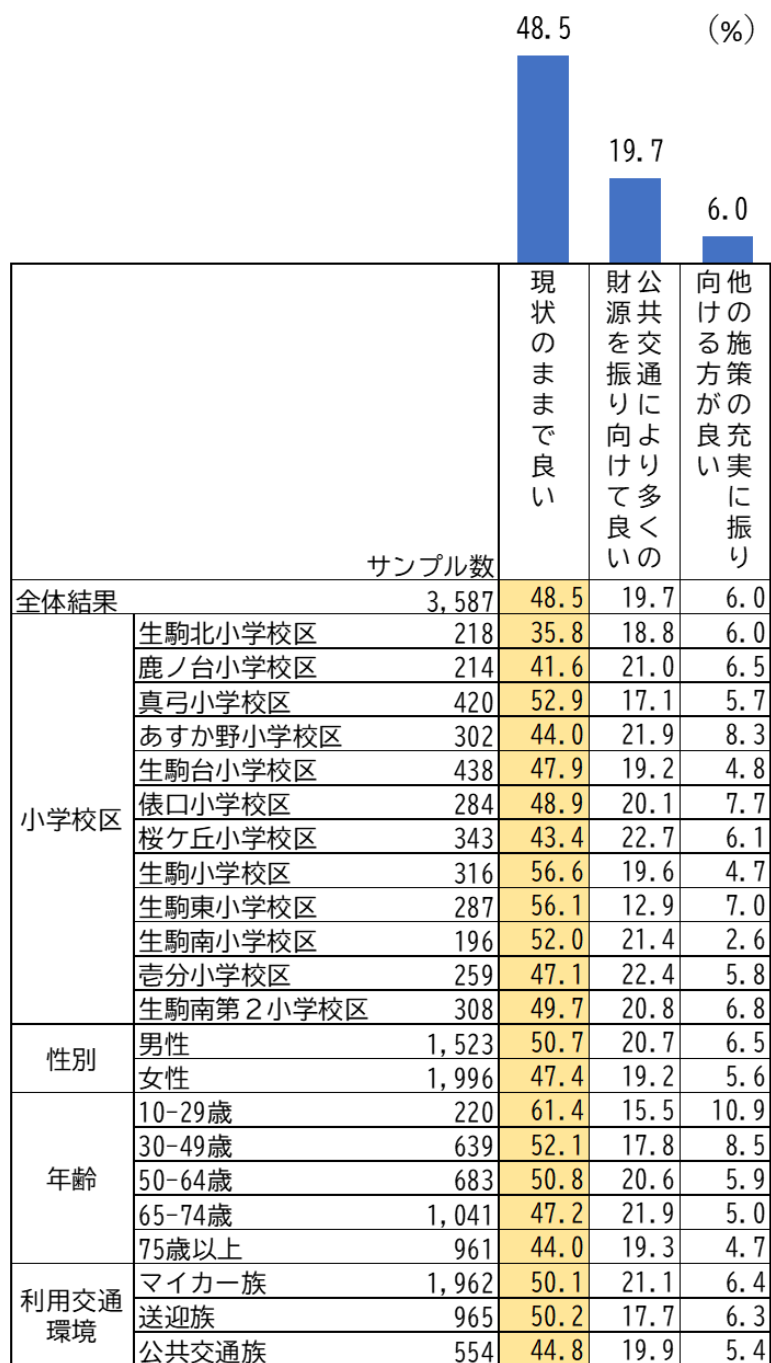 48.5 (%)
19.7
6.0
現状のままで良い
公共交通により多くの
財源を振り向けて良い
他の施策の充実に振り
向ける方が良い
サンプル数
全体結果 3,587 48.5 19.7 6.0
小学校区
生駒北小学校区 218 35.8 18.8 6.0
鹿ノ台小学校区 214 41.6 21.0 6.5
真弓小学校区 420 52.9 17.1 5.7
あすか野小学校区 302 44.0 21.9 8.3
生駒台小学校区 438 47.9 19.2 4.8
俵口小学校区 284 48.9 20.1 7.7
桜ケ丘小学校区 343 43.4 22.7 6.1
生駒小学校区 316 56.6 19.6 4.7
生駒東小学校区 287 56.1 12.9 7.0
生駒南小学校区 196 52.0 21.4 2.6
壱分小学校区 259 47.1 22.4 5.8
生駒南第2小学校区 308 49.7 20.8 6.8
性別
男性 1,523 50.7 20.7 6.5
女性 1,996 47.4 19.2 5.6
年齢
10-29歳 220 61.4 15.5 10.9
30-49歳 639 52.1 17.8 8.5
50-64歳 683 50.8 20.6 5.9
65-74歳 1,041 47.2 21.9 5.0
75歳以上 961 44.0 19.3 4.7
利用交通
環境
マイカー族 1,962 50.1 21.1 6.4
送迎族 965 50.2 17.7 6.3
公共交通族 554 44.8 19.9 5.4